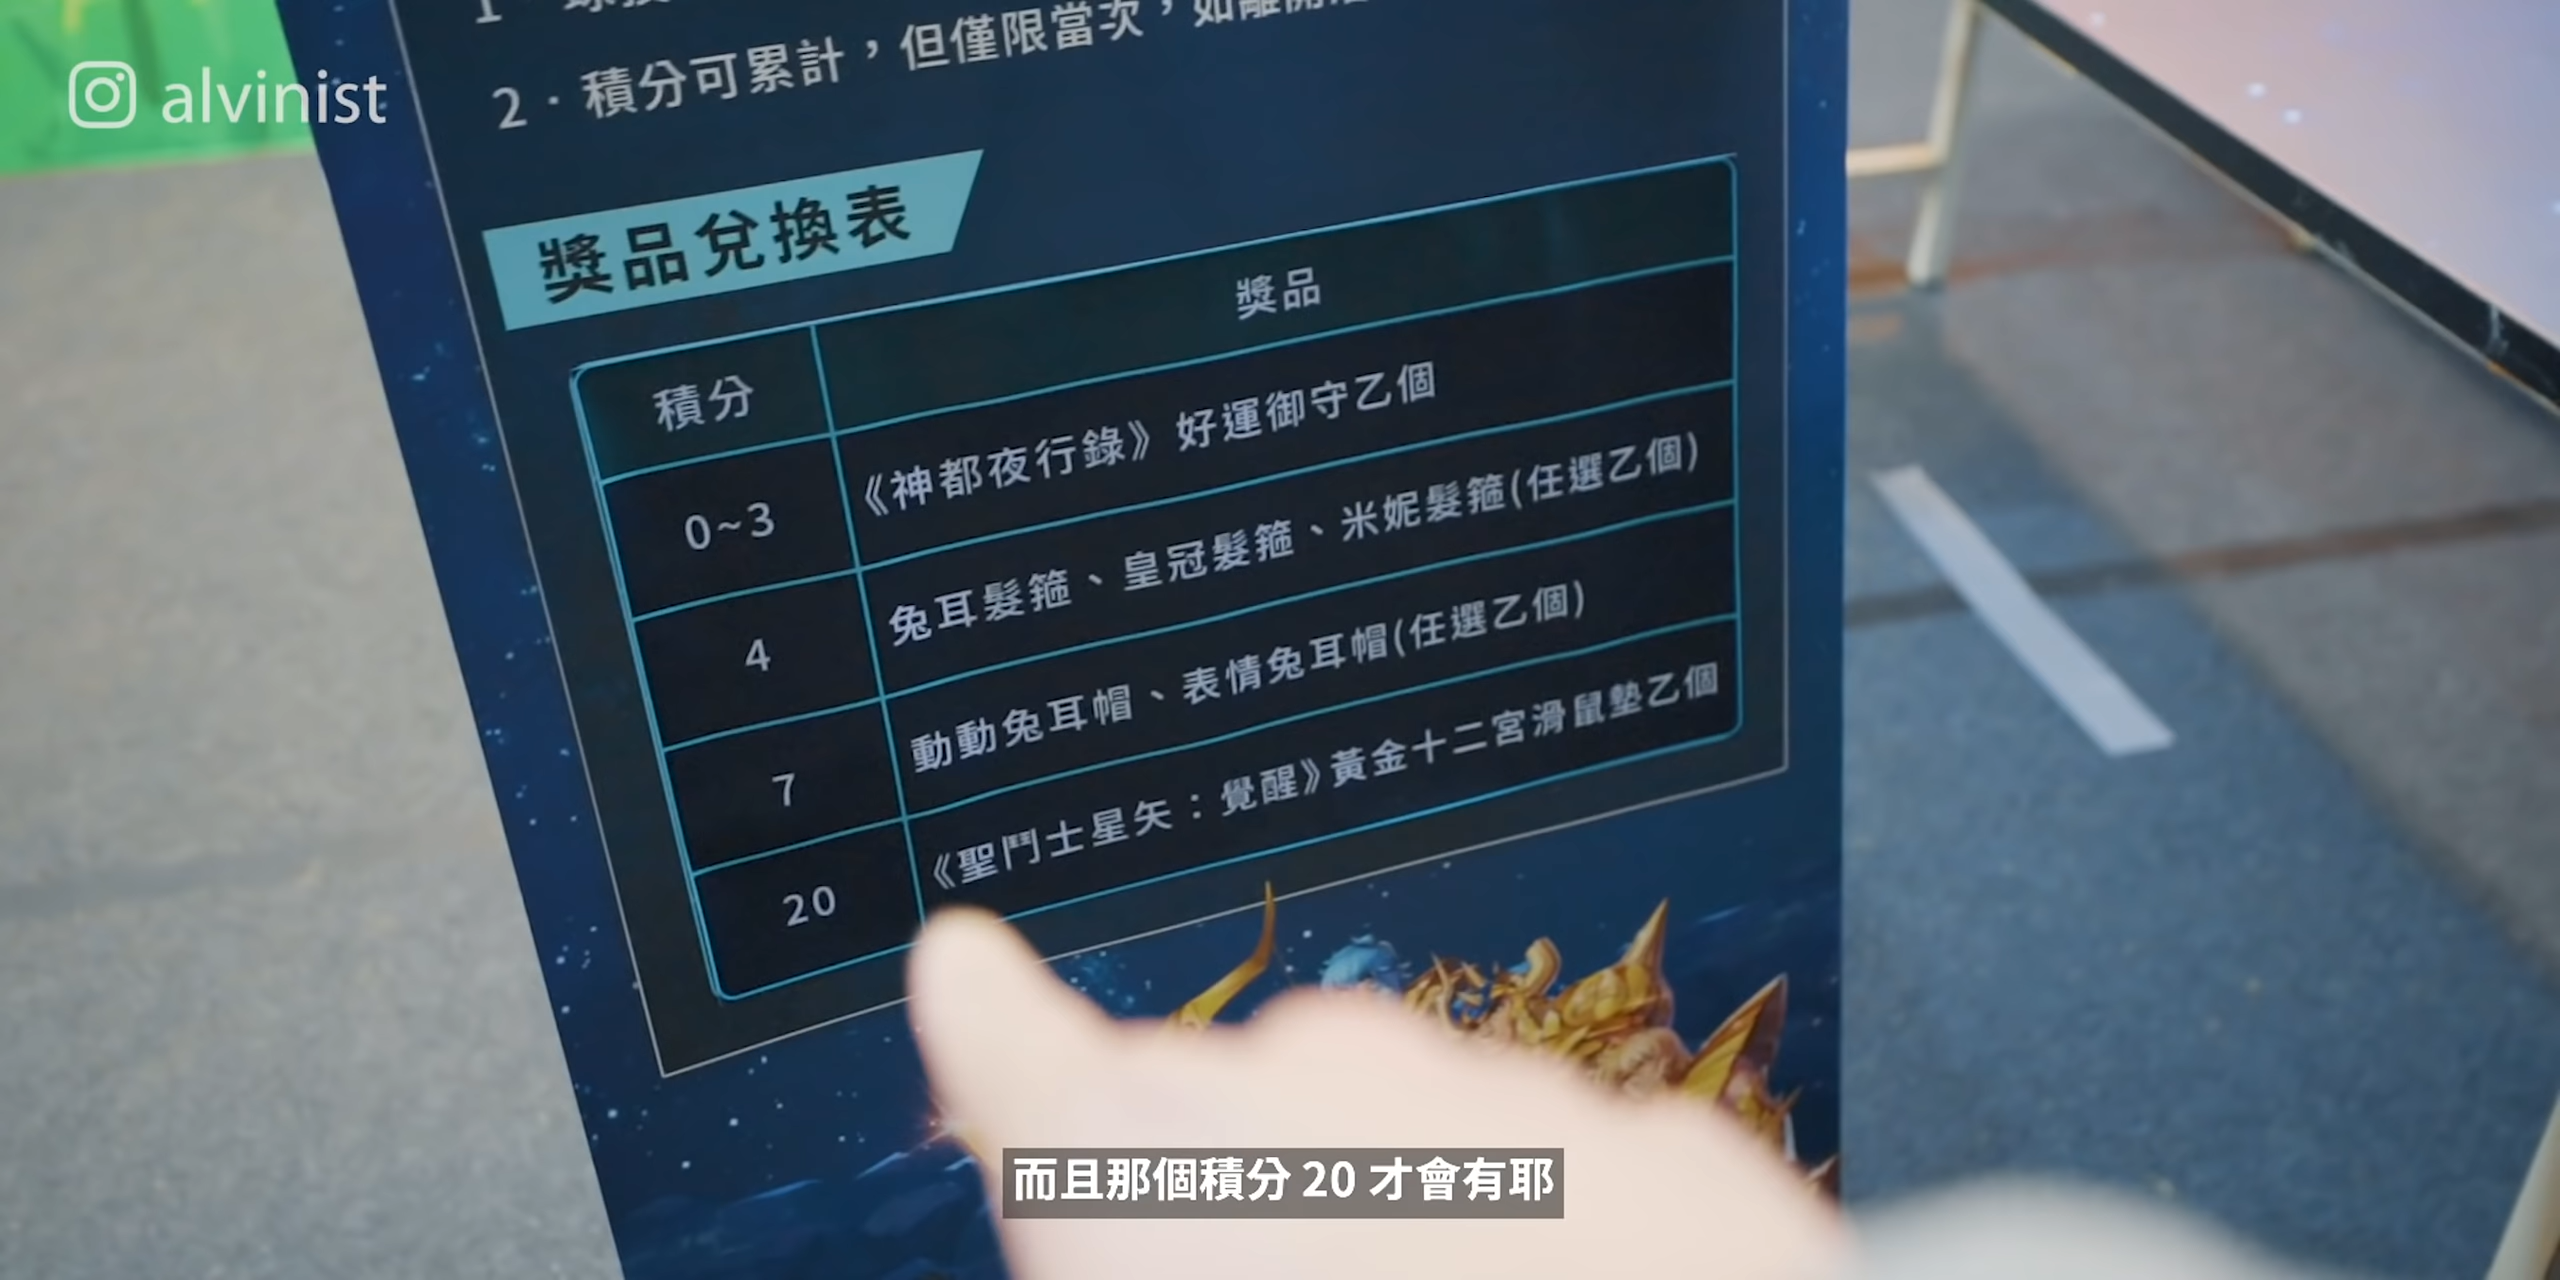 alvinist
2．積分可累計，但僅限當次，如離開
獎品兌換表
積分 獎品
0~3 《神都夜行錄》好運御守乙個
4 兔耳髮箍、皇冠髮箍、米妮髮箍(任選乙個)
7 動動兔耳帽、表情兔耳帽(任選乙個)
20 《聖鬥士星矢：覺醒》黃金十二宮滑鼠墊乙個
而且那個積分 20 才會有耶